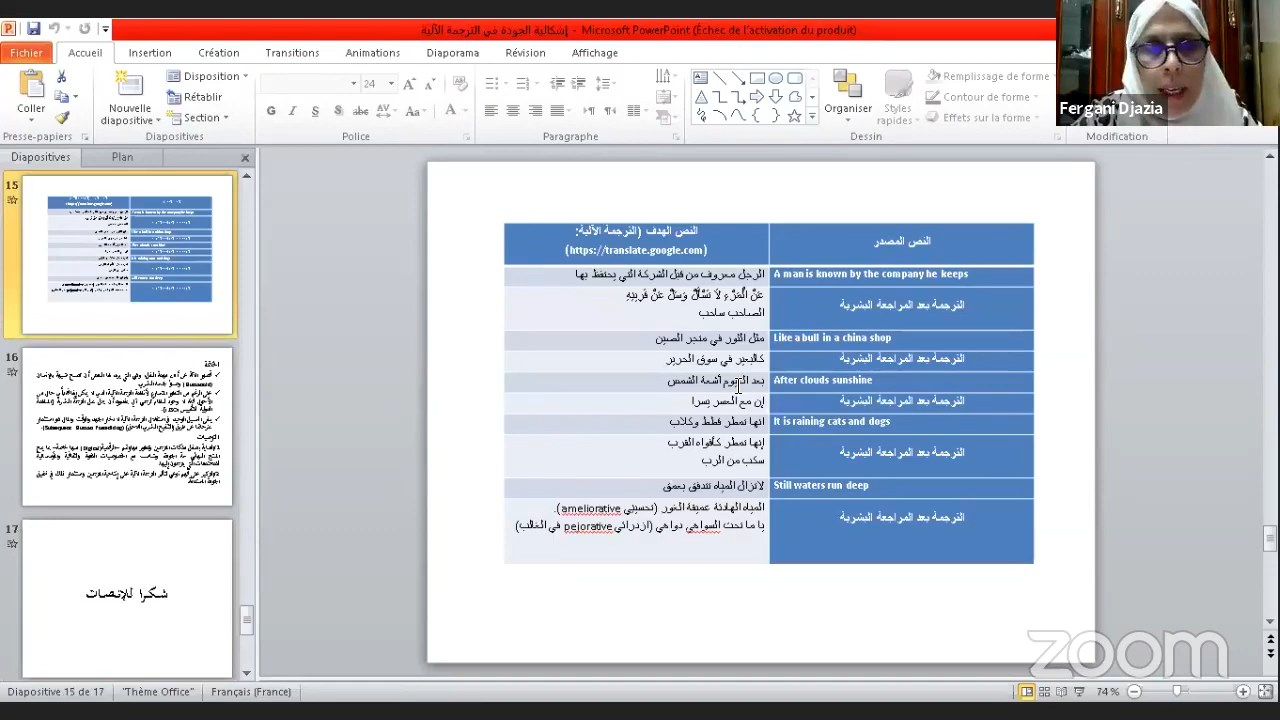 إشكالية الجودة في الترجمة الآلية - Microsoft PowerPoint (Échec de l'activation du produit)
Fichier Accueil Insertion Création Transitions Animations Diaporama Révision Affichage
Coller
Nouvelle diapositive
Disposition
Rétablir
Section
24
G I S S abc AV Aa A
Organiser
Styles rapides
Remplissage de forme
Contour de forme
Effets sur la forme
Presse-papiers Diapositives Police Paragraphe Dessin Modification
Fergani Djazia
Diapositives Plan
15
16
17
شكرا للإنصات
النص المصدر
النص الهدف (الترجمة الآلية:
(https://translate.google.com)
A man is known by the company he keeps
الرجل معروف من قبل الشركة التي يحتفظ بها
الترجمة بعد المراجعة البشرية
عَنْ الْمَرْءِ لاَ تَسْأَلْ وَسَلْ عَنْ قَرِينِهِ
الصاحب ساحب
Like a bull in a china shop
مثل الثور في متجر الصين
الترجمة بعد المراجعة البشرية
كالبعير في سوق الحرير
After clouds sunshine
بعد الغيوم أشعة الشمس
الترجمة بعد المراجعة البشرية
إن مع العسر يسرا
It is raining cats and dogs
انها تمطر قطط وكلاب
الترجمة بعد المراجعة البشرية
إنها تمطر كأفواه القرب
سكب من الرب
Still waters run deep
لاتزال المياه تتدفق بعمق
الترجمة بعد المراجعة البشرية
المياه الهادئة عميقة الغور (تحسيني ameliorative).
يا ما تحت السواهي دواهي (ازدرائي pejorative في الغالب)
zoom
Diapositive 15 de 17 "Thème Office" Français (France) 74 %